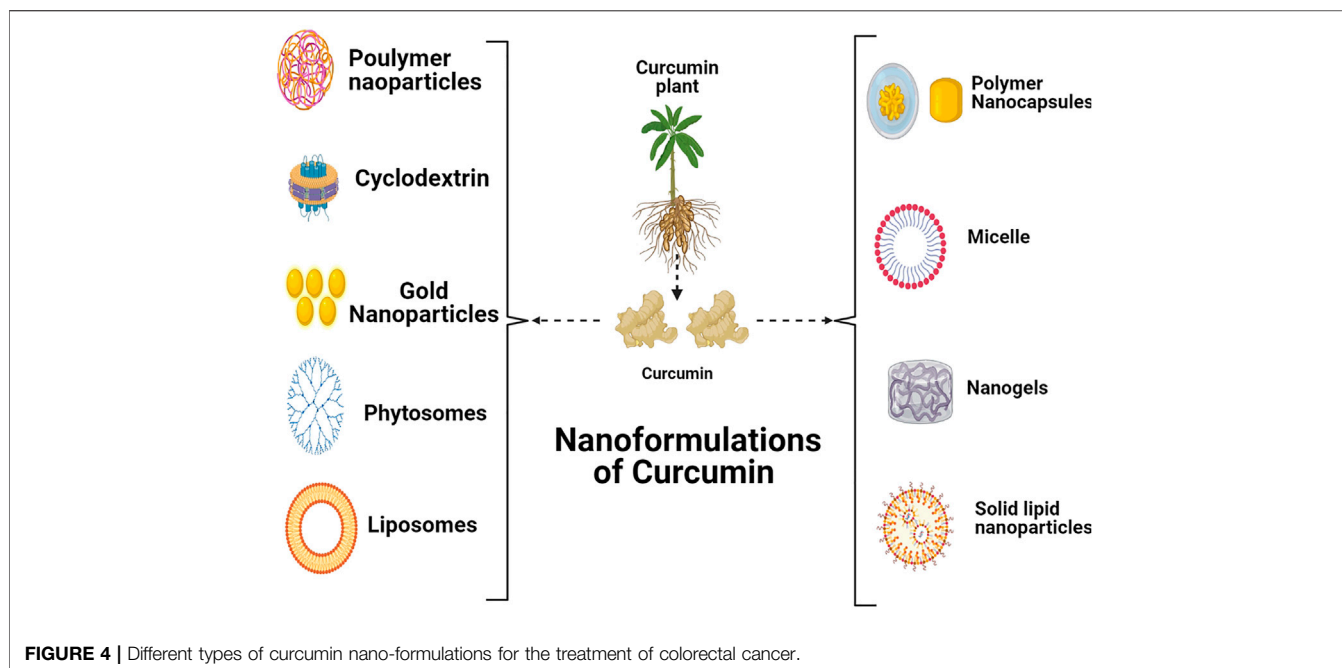 Poulymer
naoparticles
Cyclodextrin
Gold
Nanoparticles
Phytosomes
Liposomes
Curcumin
plant
Curcumin
Nanoformulations
of Curcumin
Polymer
Nanocapsules
Micelle
Nanogels
Solid lipid
nanoparticles
FIGURE 4 | Different types of curcumin nano-formulations for the treatment of colorectal cancer.